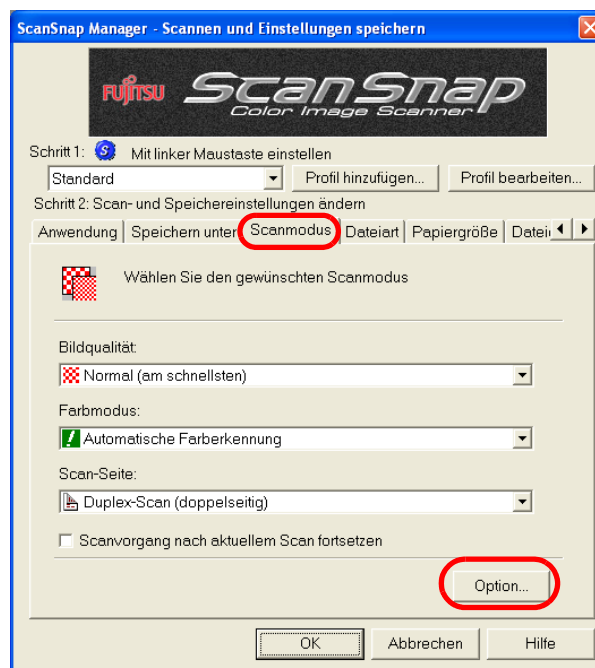 ScanSnap Manager - Scannen und Einstellungen speichern
FUJITSU ScanSnap
Color Image Scanner
Schritt 1: S Mit linker Maustaste einstellen
Standard Profil hinzufügen... Profil bearbeiten...
Schritt 2: Scan- und Speichereinstellungen ändern
Anwendung Speichern unter Scanmodus Dateiart Papiergröße
Wählen Sie den gewünschten Scanmodus
Bildqualität:
Normal (am schnellsten)
Farbmodus:
Automatische Farberkennung
Scan-Seite:
Duplex-Scan (doppelseitig)
Scanvorgang nach aktuellem Scan fortsetzen
Option...
OK Abbrechen Hilfe